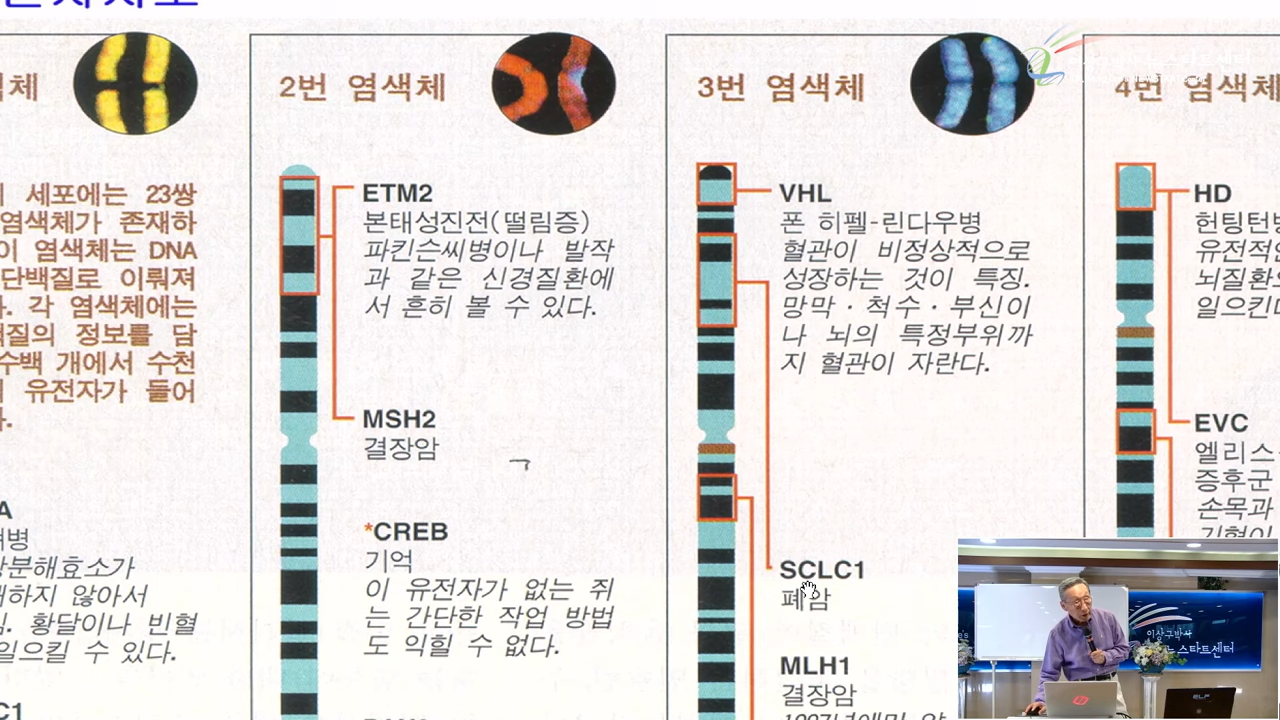 2번 염색체
3번 염색체
4번 염색체
세포에는 23쌍
염색체가 존재하
이 염색체는 DNA
단백질로 이뤄져
각 염색체에는
질의 정보를 담
수백 개에서 수천
유전자가 들어
ETM2
본태성진전(떨림증)
파킨슨씨병이나 발작
과 같은 신경질환에
서 흔히 볼 수 있다.
MSH2
결장암
*CREB
기억
이 유전자가 없는 쥐
는 간단한 작업 방법
도 익힐 수 없다.
VHL
폰 히펠-린다우병
혈관이 비정상적으로
성장하는 것이 특징.
망막·척수·부신이
나 뇌의 특정부위까
지 혈관이 자란다.
SCLC1
폐암
MLH1
결장암
HD
헌팅턴병
유전적인
뇌질환으
일으킨다
EVC
엘리스-
증후군
손목과
분해효소가
하지 않아서
황달이나 빈혈
일으킬 수 있다.
C1
이상구박사
스타트센터